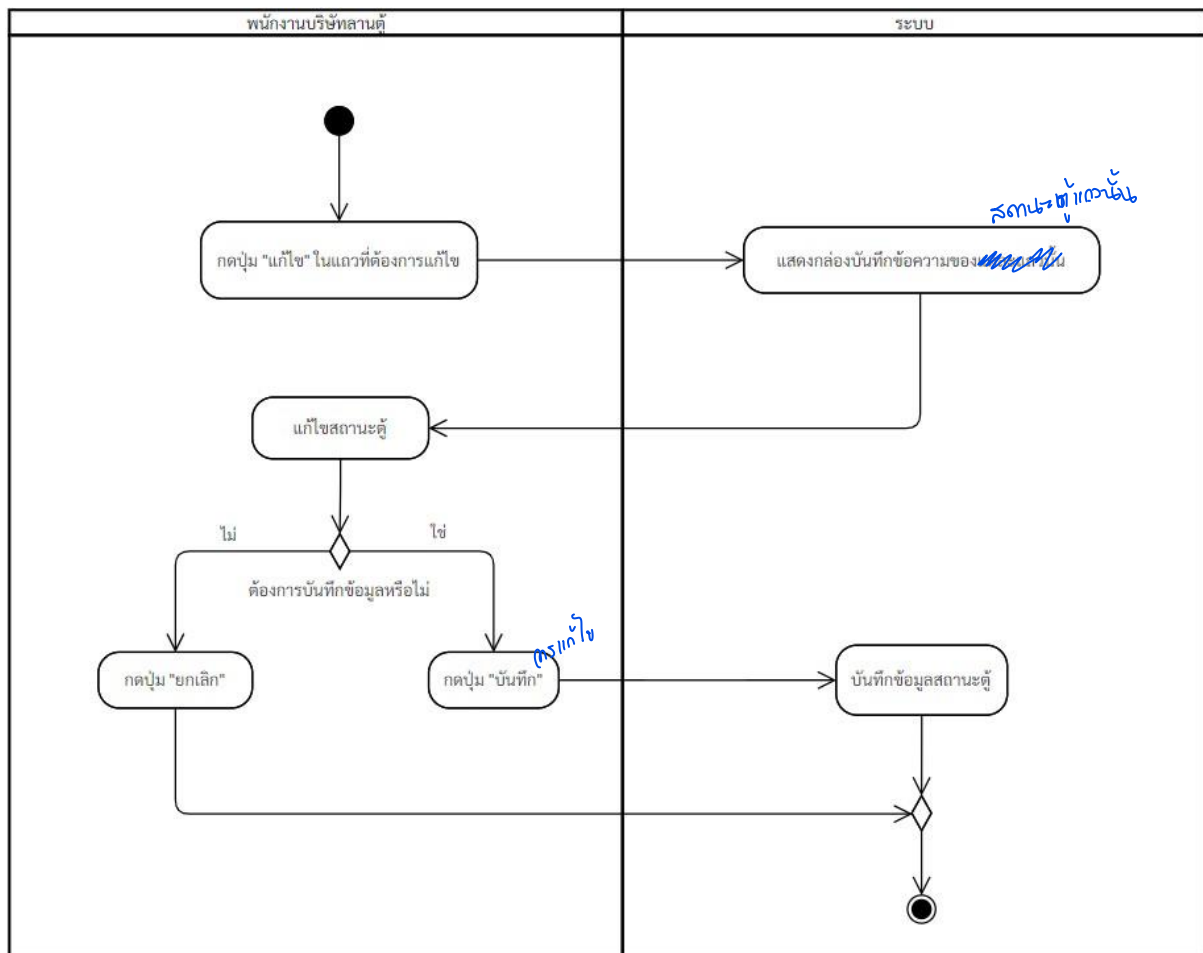 พนักงานบริษัทลานตู้
ระบบ
สถานะตู้แถวนั้น
กดปุ่ม "แก้ไข" ในแถวที่ต้องการแก้ไข
แสดงกล่องบันทึกข้อความของ
แก้ไขสถานะตู้
ไม่
ใช่
ต้องการบันทึกข้อมูลหรือไม่
การแก้ไข
กดปุ่ม "ยกเลิก"
กดปุ่ม "บันทึก"
บันทึกข้อมูลสถานะตู้